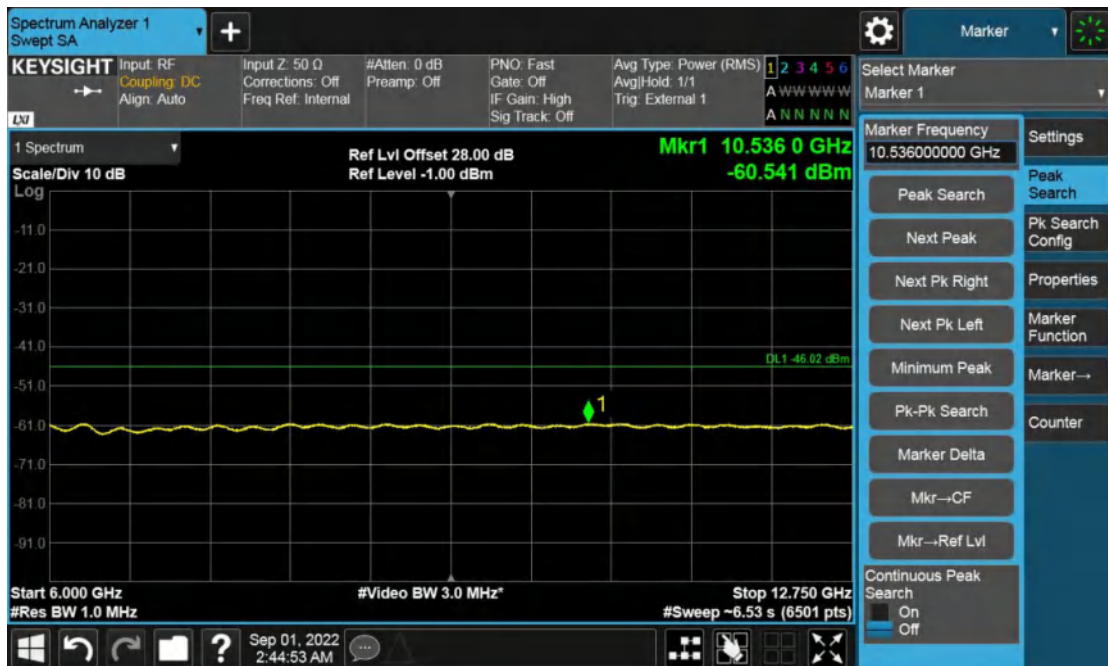 Spectrum Analyzer 1
Swept SA
Marker
KEYSIGHT
LXI
Input: RF
Coupling: DC
Align: Auto
Input Z: 50 Ω
Corrections: Off
Freq Ref: Internal
#Atten: 0 dB
Preamp: Off
PNO: Fast
Gate: Off
IF Gain: High
Sig Track: Off
Avg Type: Power (RMS)
Avg|Hold: 1/1
Trig: External 1
1 2 3 4 5 6
A W W W W W
A N N N N N
Select Marker
Marker 1
1 Spectrum
Scale/Div 10 dB
Log
Ref Lvl Offset 28.00 dB
Ref Level -1.00 dBm
Mkr1 10.536 0 GHz
-60.541 dBm
-11.0
-21.0
-31.0
-41.0
DL1 -46.02 dBm
-51.0
1
-61.0
-71.0
-81.0
-91.0
Start 6.000 GHz
#Video BW 3.0 MHz*
Stop 12.750 GHz
#Res BW 1.0 MHz
#Sweep ~6.53 s (6501 pts)
Marker Frequency
10.536000000 GHz
Peak Search
Next Peak
Next Pk Right
Next Pk Left
Minimum Peak
Pk-Pk Search
Marker Delta
Mkr→CF
Mkr→Ref Lvl
Continuous Peak
Search
On
Off
Settings
Peak
Search
Pk Search
Config
Properties
Marker
Function
Marker→
Counter
?
Sep 01, 2022
2:44:53 AM